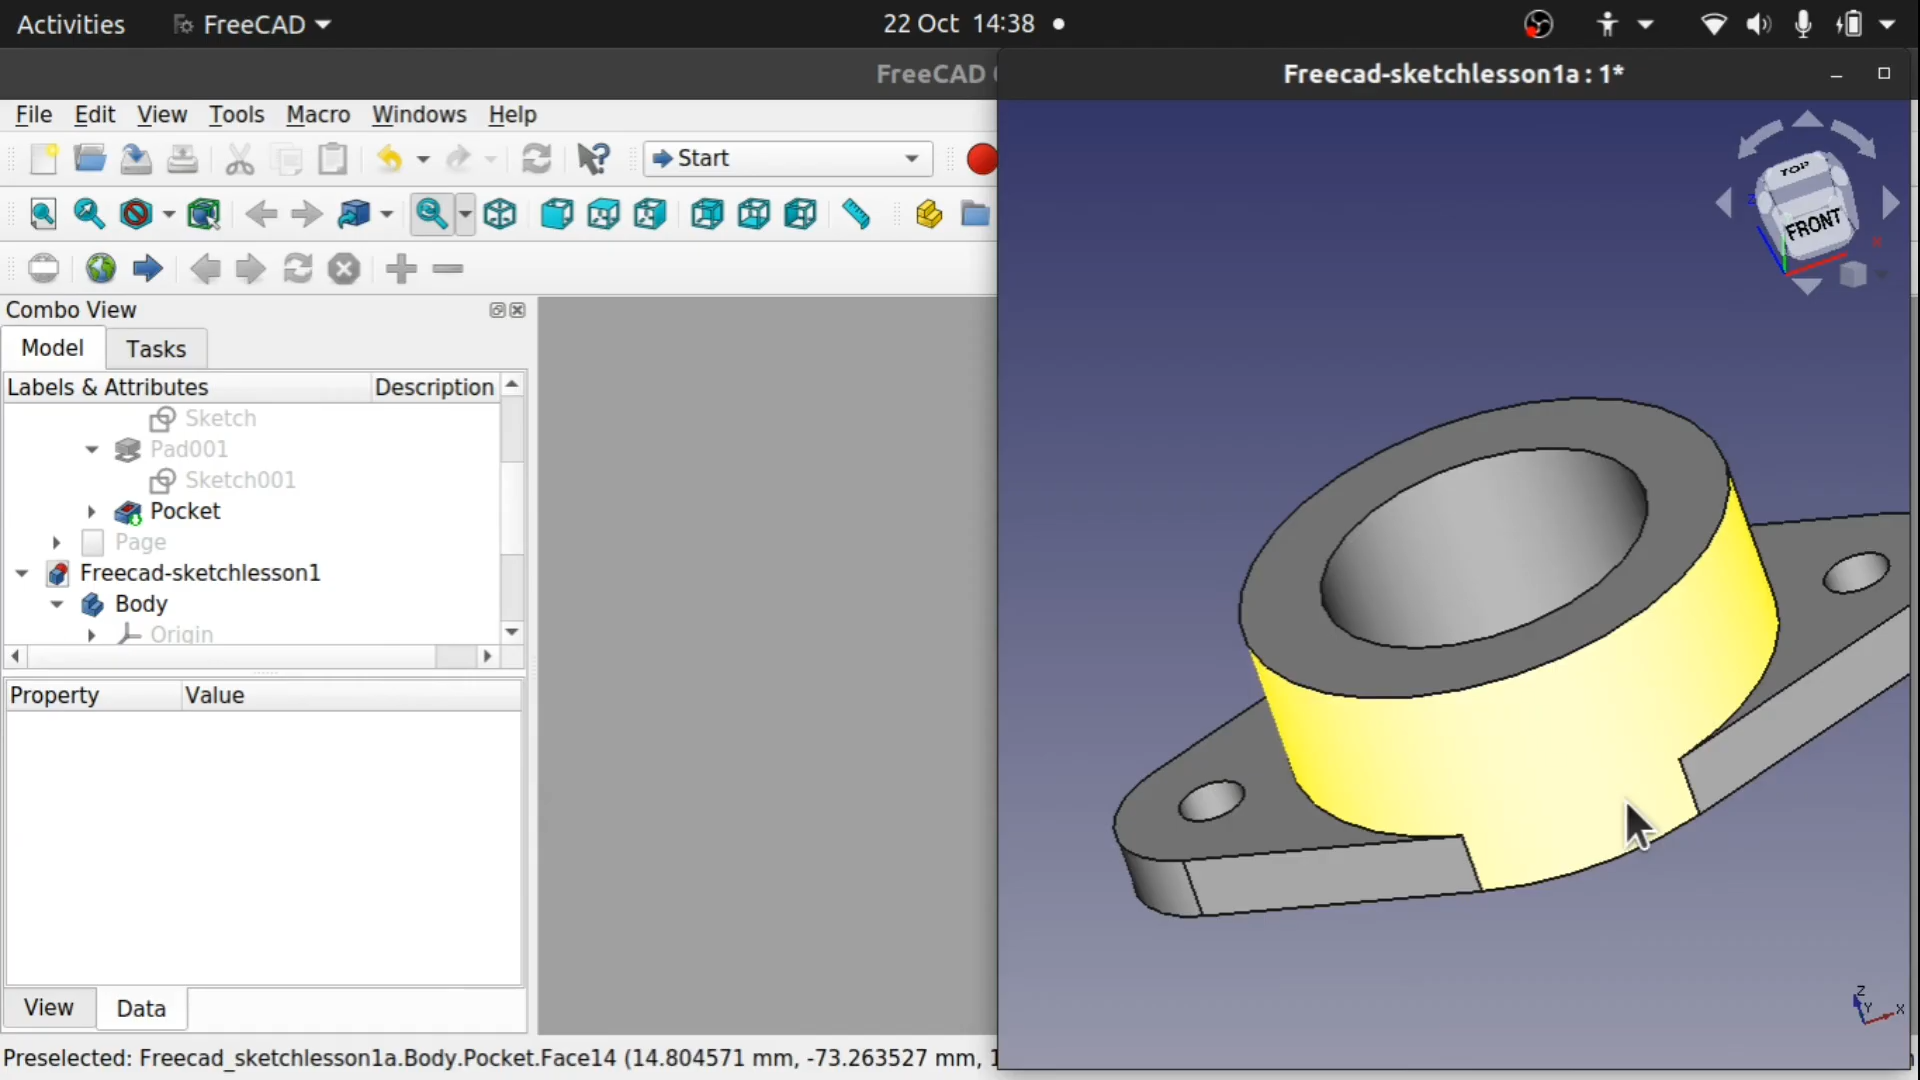 Activities
FreeCAD
22 Oct 14:38
FreeCAD
Freecad-sketchlesson1a : 1*
File Edit View Tools Macro Windows Help
Start
TOP
FRONT
Z
X
Combo View
Model Tasks
Labels & Attributes Description
Sketch
Pad001
Sketch001
Pocket
Page
Freecad-sketchlesson1
Body
Origin
Property Value
View Data
Z
Y
X
Preselected: Freecad_sketchlesson1a.Body.Pocket.Face14 (14.804571 mm, -73.263527 mm, 1